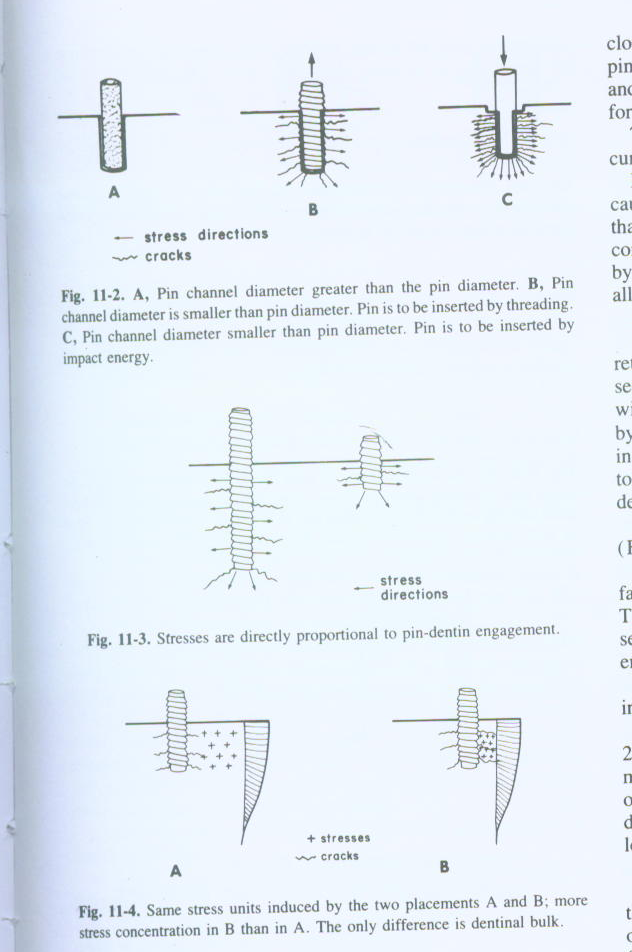 A
B
C
stress directions
cracks
Fig. 11-2. A, Pin channel diameter greater than the pin diameter. B, Pin
channel diameter is smaller than pin diameter. Pin is to be inserted by threading.
C, Pin channel diameter smaller than pin diameter. Pin is to be inserted by
impact energy.
stress
directions
Fig. 11-3. Stresses are directly proportional to pin-dentin engagement.
+ stresses
cracks
A
B
Fig. 11-4. Same stress units induced by the two placements A and B; more
stress concentration in B than in A. The only difference is dentinal bulk.
clo
pin
and
for
cur
cau
tha
co
by
all
ret
se
wi
by
in
to
de
fa
T
se
er
in
2
n
o
d
le
t